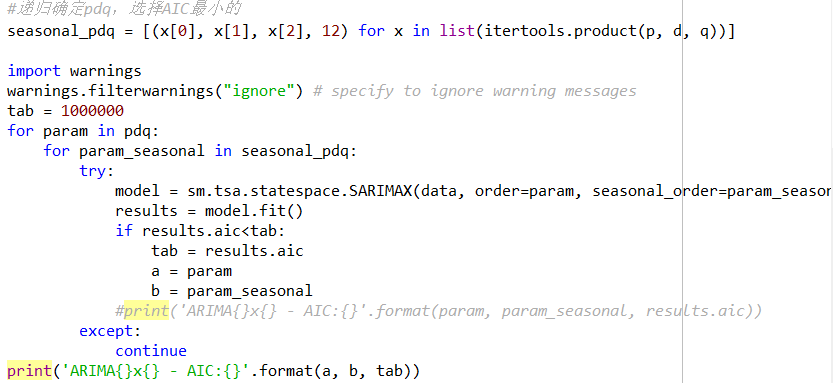 #递归确定pdq，选择AIC最小的
seasonal_pdq = [(x[0], x[1], x[2], 12) for x in list(itertools.product(p, d, q))]
import warnings
warnings.filterwarnings("ignore") # specify to ignore warning messages
tab = 1000000
for param in pdq:
    for param_seasonal in seasonal_pdq:
        try:
            model = sm.tsa.statespace.SARIMAX(data, order=param, seasonal_order=param_season
            results = model.fit()
            if results.aic<tab:
                tab = results.aic
                a = param
                b = param_seasonal
            #print('ARIMA{}x{} - AIC:{}'.format(param, param_seasonal, results.aic))
        except:
            continue
print('ARIMA{}x{} - AIC:{}'.format(a, b, tab))